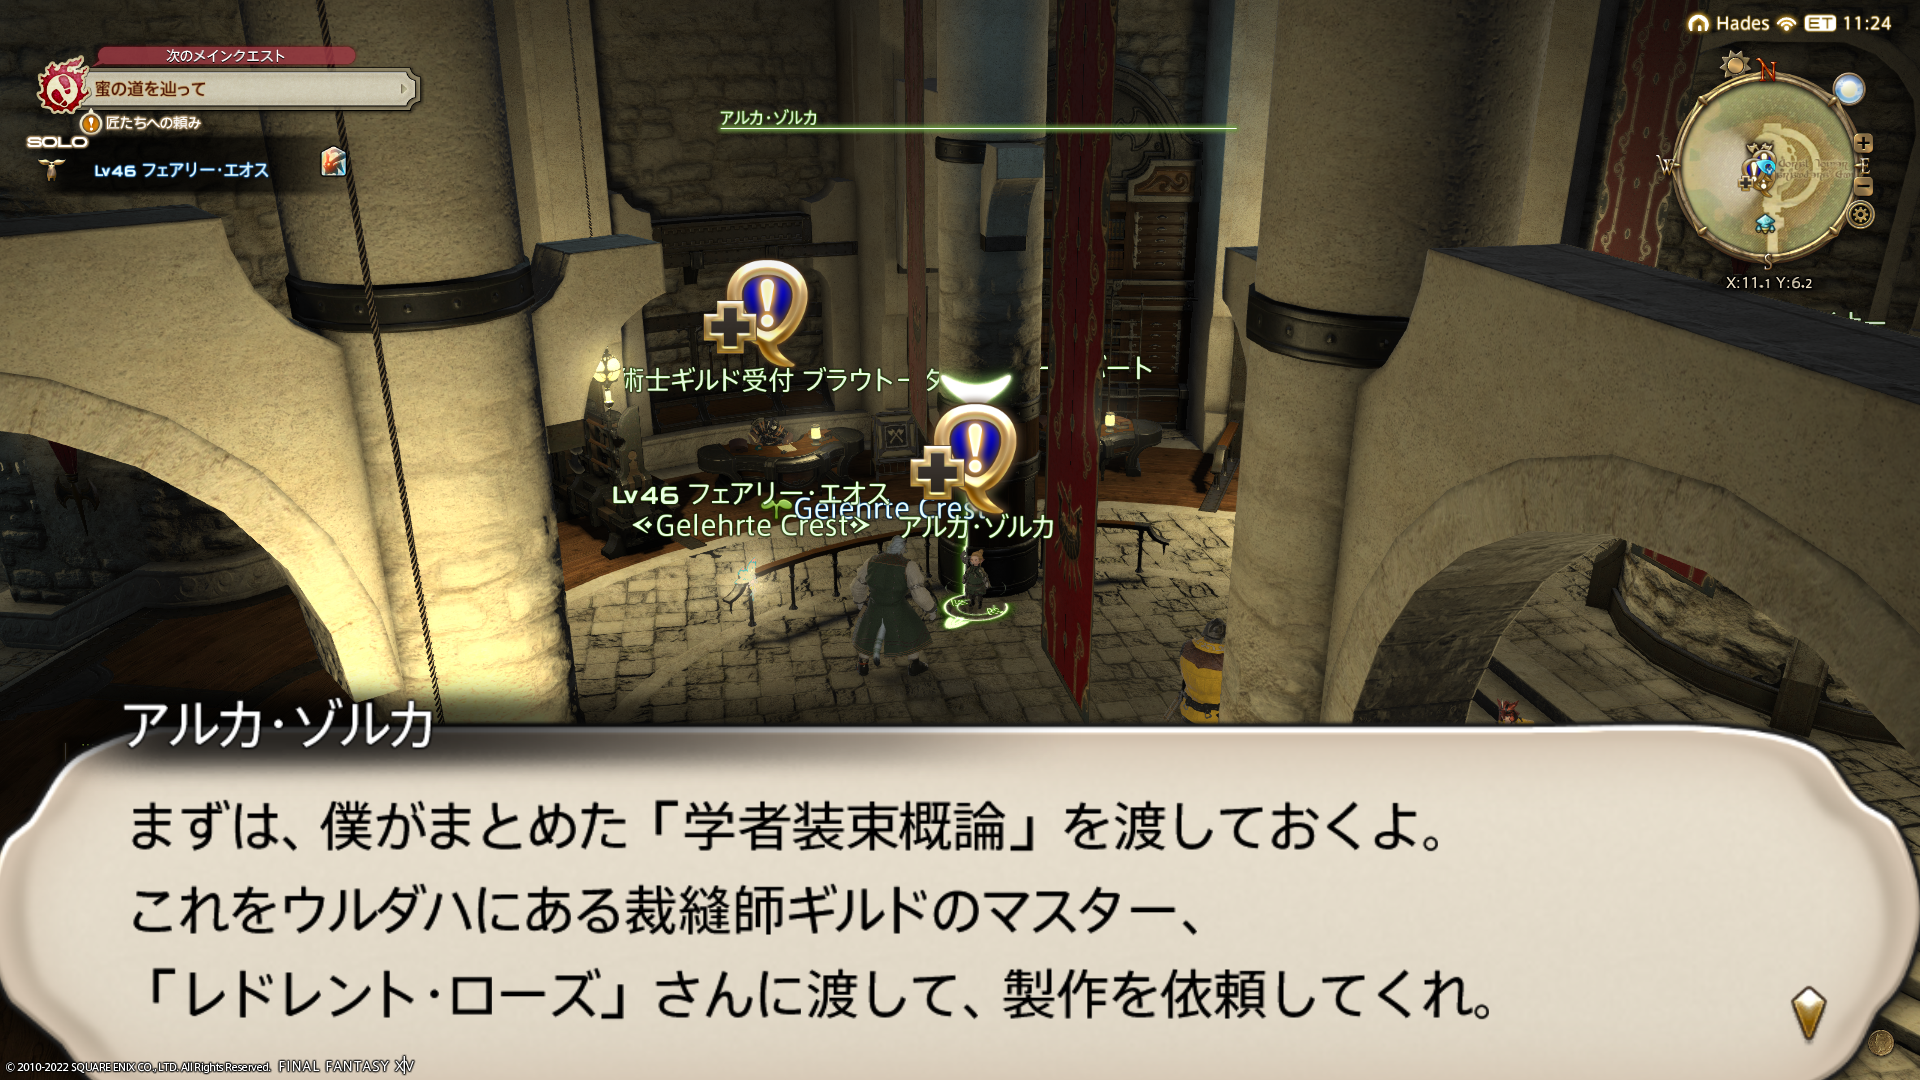 次のメインクエスト
蜜の道を辿って
匠たちへの頼み
SOLO
Lv46 フェアリー・エオス
Hades ET 11:24
N
W
E
S
X:11.1 Y:6.2
アルカ・ゾルカ
術士ギルド受付 ブラウト
Lv46 フェアリー・エオス
«Gelehrte Crest»
Gelehrte Crest
アルカ・ゾルカ
アルカ・ゾルカ
まずは、僕がまとめた「学者装束概論」を渡しておくよ。
これをウルダハにある裁縫師ギルドのマスター、
「レドレント・ローズ」さんに渡して、製作を依頼してくれ。
© 2010-2022 SQUARE ENIX CO., LTD. All Rights Reserved. FINAL FANTASY XIV